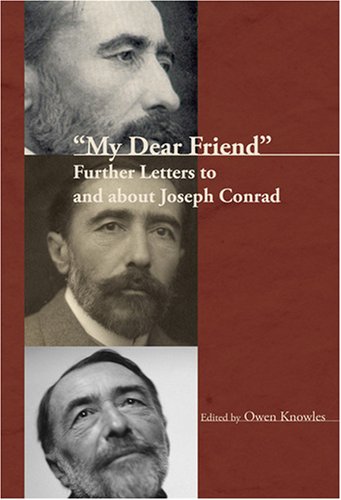 “My Dear Friend”
Further Letters to
and about Joseph Conrad
Edited by Owen Knowles